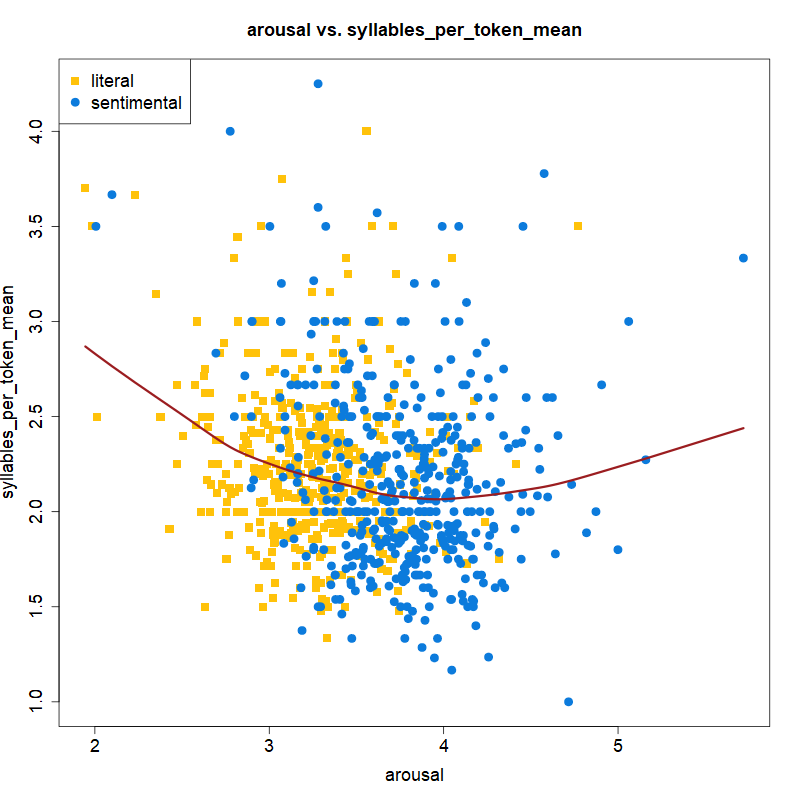 arousal vs. syllables_per_token_mean
literal
sentimental
syllables_per_token_mean
4.0
3.5
3.0
2.5
2.0
1.5
1.0
2 3 4 5
arousal